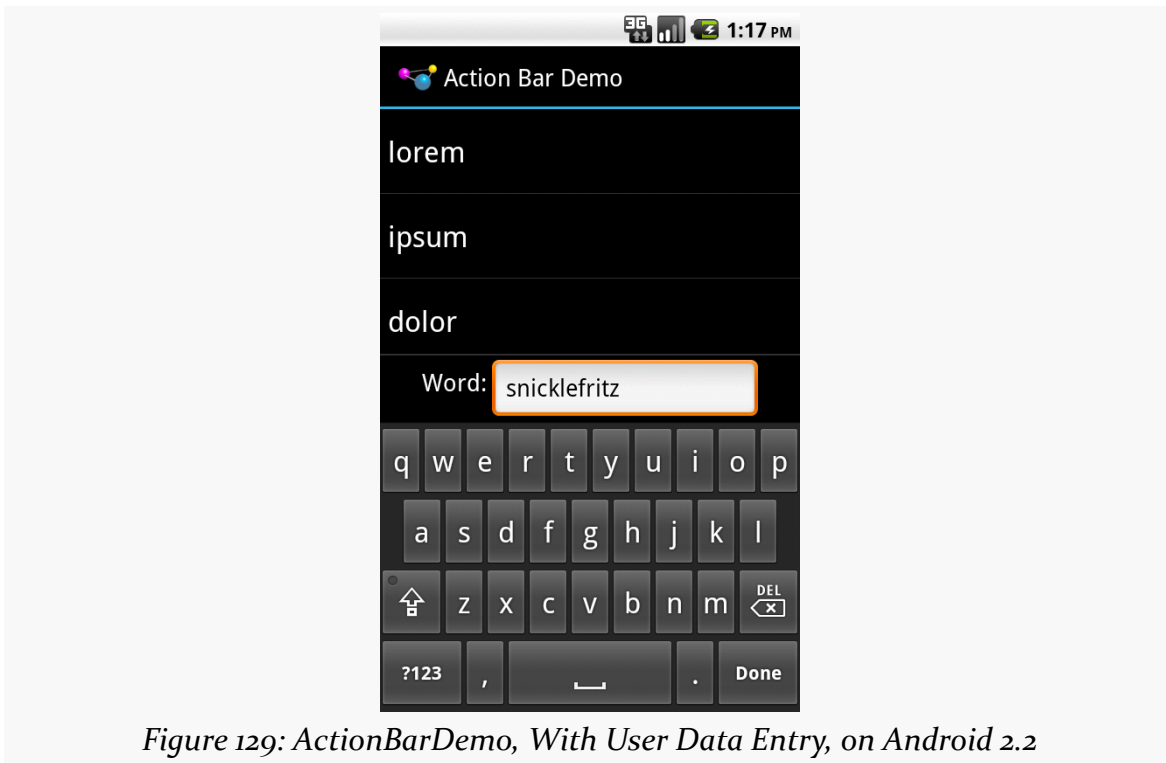 3G 1:17 PM
Action Bar Demo
lorem
ipsum
dolor
Word: snicklefritz
q w e r t y u i o p
a s d f g h j k l
z x c v b n m DEL
?123 , . Done
Figure 129: ActionBarDemo, With User Data Entry, on Android 2.2